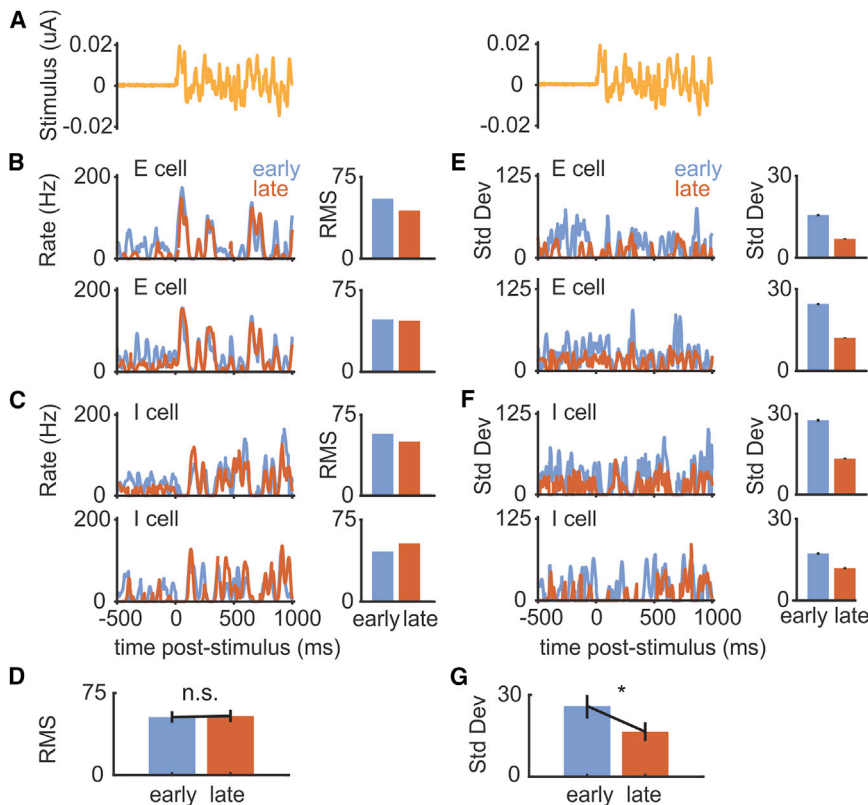 A
Stimulus (uA)
0.02
0
-0.02
0.02
0
-0.02
B
E cell
early
late
Rate (Hz)
200
0
RMS
75
0
E cell
200
0
75
0
C
I cell
Rate (Hz)
200
0
RMS
75
0
I cell
200
0
75
0
-500 0 500 1000
early late
time post-stimulus (ms)
E
E cell
early
late
Std Dev
125
0
Std Dev
30
0
E cell
125
0
30
0
F
I cell
Std Dev
125
0
Std Dev
30
0
I cell
125
0
30
0
-500 0 500 1000
early late
time post-stimulus (ms)
D
n.s.
RMS
75
0
early late
G
*
Std Dev
30
0
early late